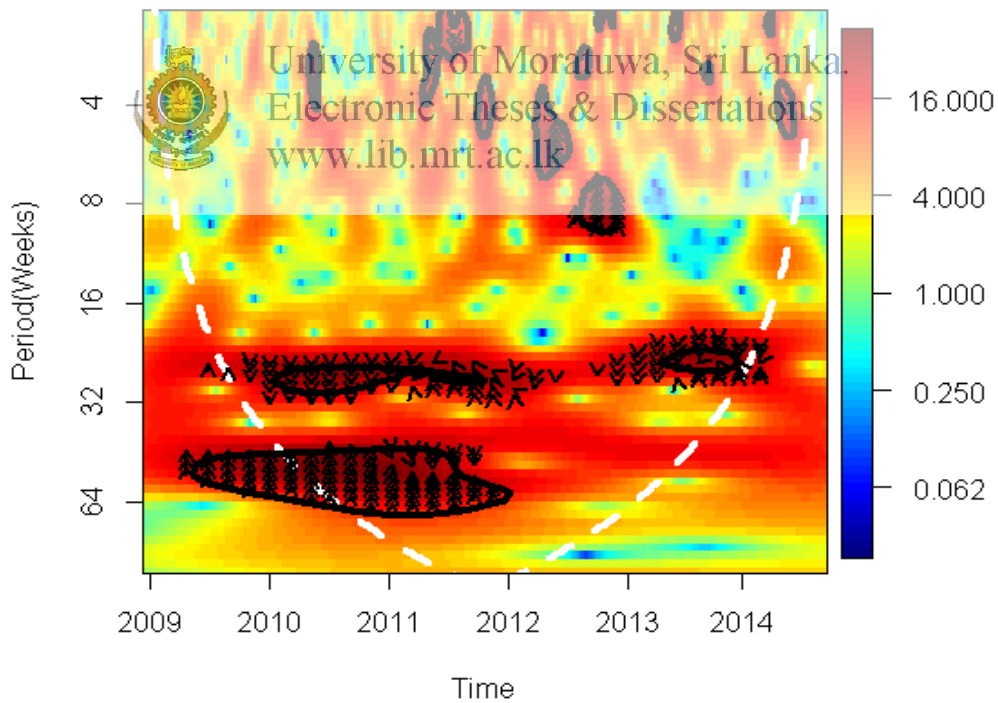 University of Moratuwa, Sri Lanka.
Electronic Theses & Dissertations
www.lib.mrt.ac.lk
Period(Weeks)
4
8
16
32
64
2009 2010 2011 2012 2013 2014
Time
16.000
4.000
1.000
0.250
0.062